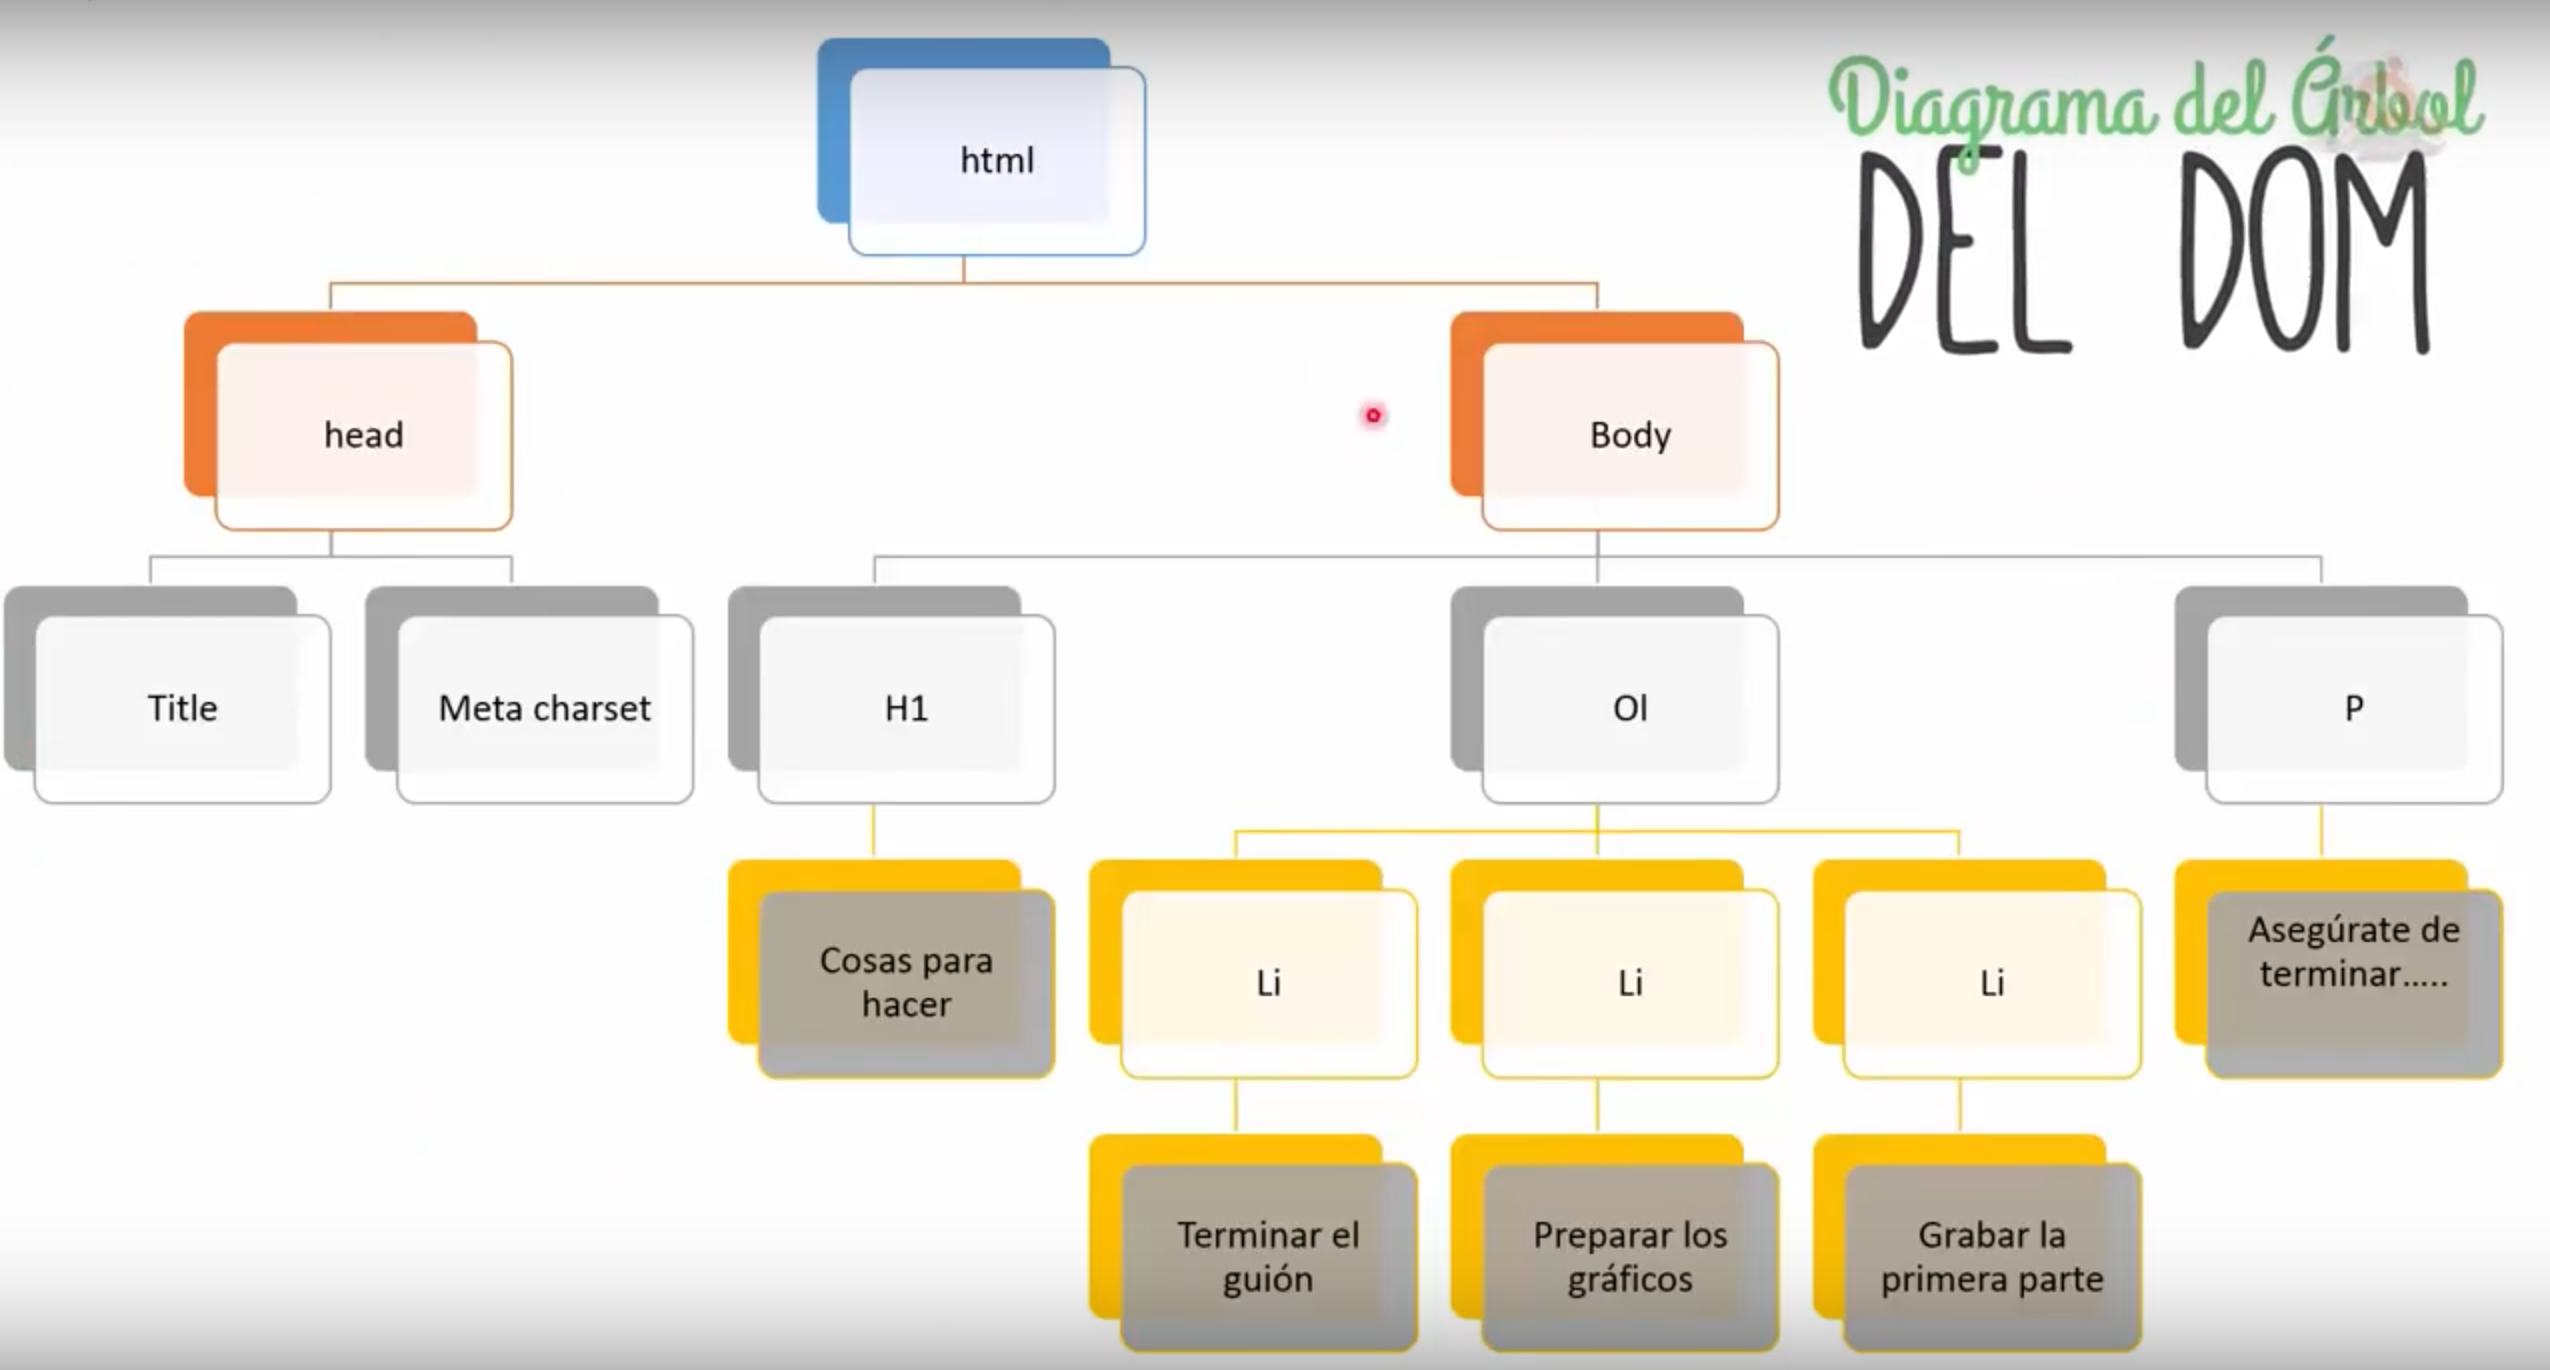 Diagrama del Árbol
DEL DOM
html
head
Body
Title
Meta charset
H1
Ol
P
Cosas para
hacer
Li
Li
Li
Asegúrate de
terminar.....
Terminar el
guión
Preparar los
gráficos
Grabar la
primera parte